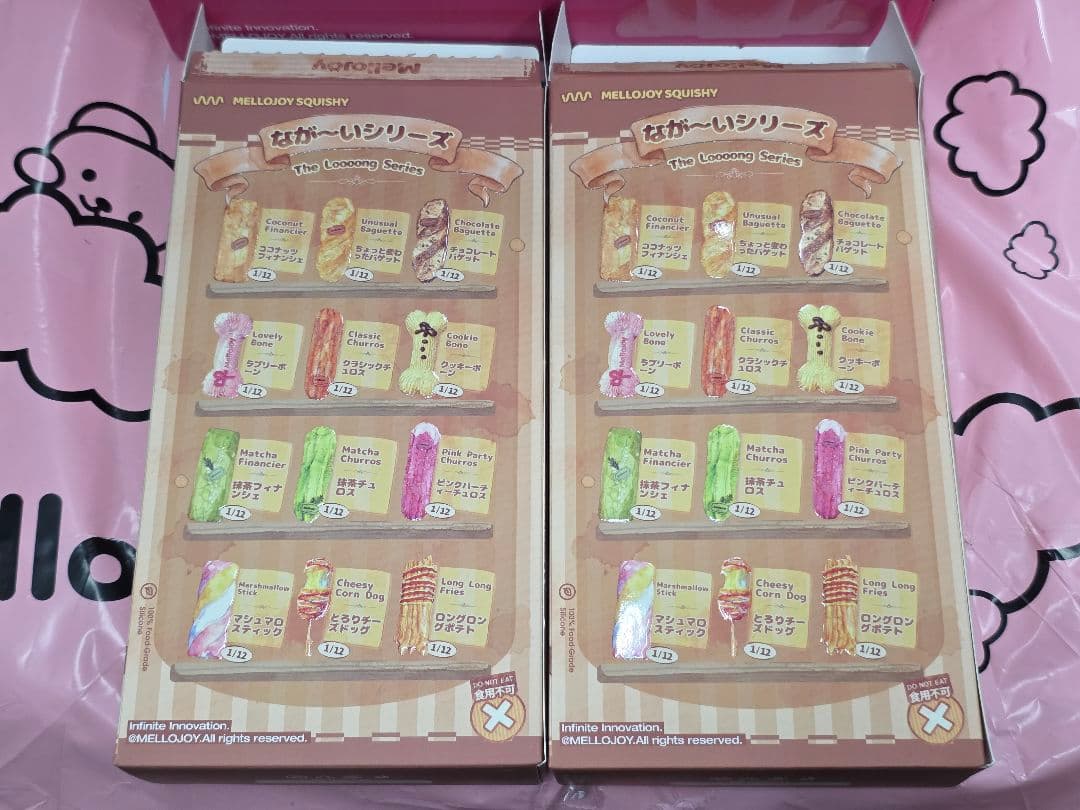 Infinite Innovation.
@MELLOJOY.All rights reserved.
Mellojoy
MELLOJOY SQUISHY
なが〜いシリーズ
The Loooong Series
Coconut
Financier
ココナッツ
フィナンシェ
1/12
Unusual
Baguetto
ちょっと変わ
ったバゲット
1/12
Chocolate
Baguetto
チョコレート
バゲット
1/12
Lovely
Bone
ラブリーボ
ーン
1/12
Classic
Churros
クラシックチ
ュロス
1/12
Cookie
Bone
クッキーボ
ーン
1/12
Matcha
Financier
抹茶フィナ
ンシェ
1/12
Matcha
Churros
抹茶チュ
ロス
1/12
Pink Party
Churros
ピンクパーテ
ィーチュロス
1/12
Marshmallow
Stick
マシュマロ
スティック
1/12
Cheesy
Corn Dog
とろりチー
ズドッグ
1/12
Long Long
Fries
ロングロン
グポテト
1/12
100% Food Grade
Silicone
DO NOT EAT
食用不可
Infinite Innovation.
@MELLOJOY.All rights reserved.
MELLOJOY SQUISHY
なが〜いシリーズ
The Loooong Series
Coconut
Financier
ココナッツ
フィナンシェ
1/12
Unusual
Baguetto
ちょっと変わ
ったバゲット
1/12
Chocolate
Baguetto
チョコレート
バゲット
1/12
Lovely
Bone
ラブリーボ
ーン
1/12
Classic
Churros
クラシックチ
ュロス
1/12
Cookie
Bone
クッキーボ
ーン
1/12
Matcha
Financier
抹茶フィナ
ンシェ
1/12
Matcha
Churros
抹茶チュ
ロス
1/12
Pink Party
Churros
ピンクパーテ
ィーチュロス
1/12
Marshmallow
Stick
マシュマロ
スティック
1/12
Cheesy
Corn Dog
とろりチー
ズドッグ
1/12
Long Long
Fries
ロングロン
グポテト
1/12
100% Food Grade
Silicone
DO NOT EAT
食用不可
Infinite Innovation.
@MELLOJOY.All rights reserved.
llo